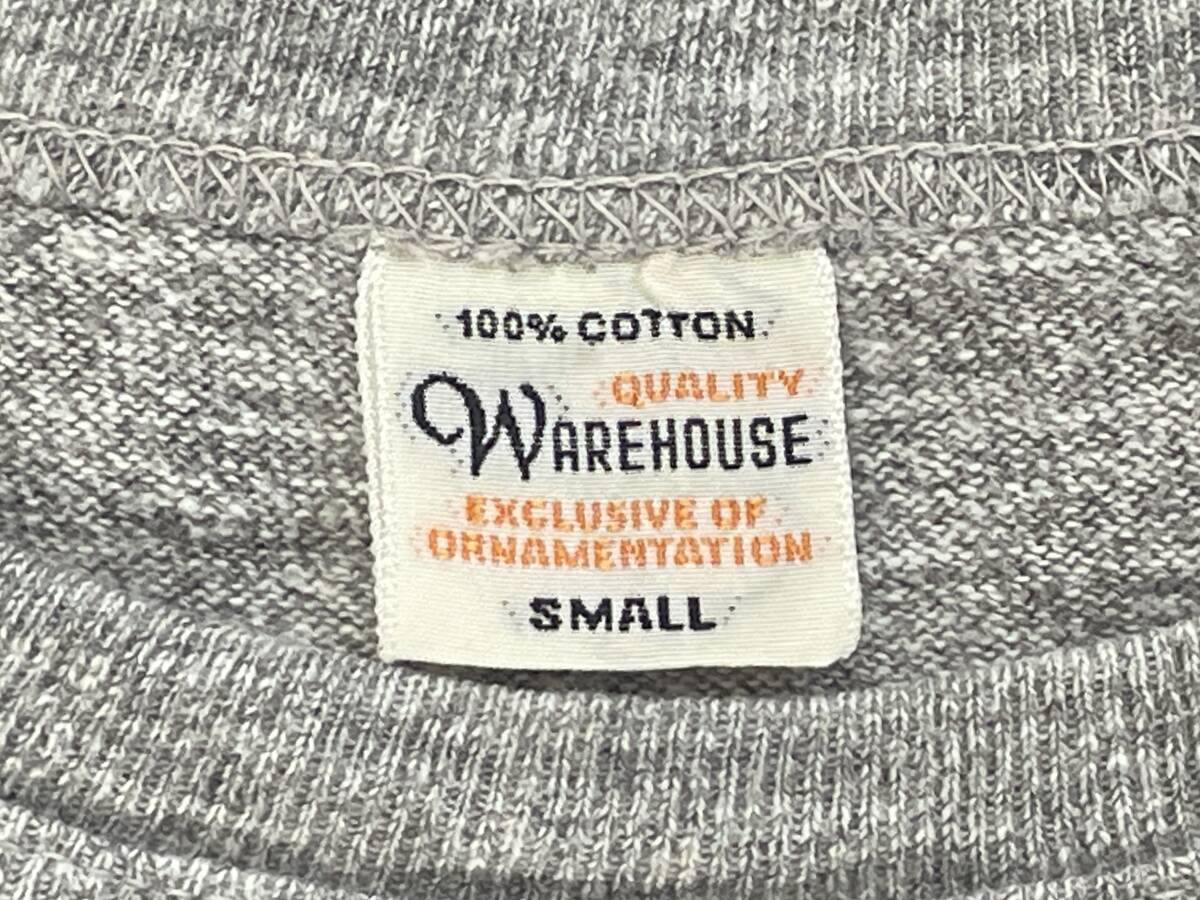 100% COTTON
QUALITY
WAREHOUSE
EXCLUSIVE OF
ORNAMENTATION
SMALL